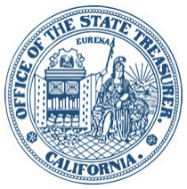 OFFICE OF THE STATE TREASURER
EUREKA
CALIFORNIA